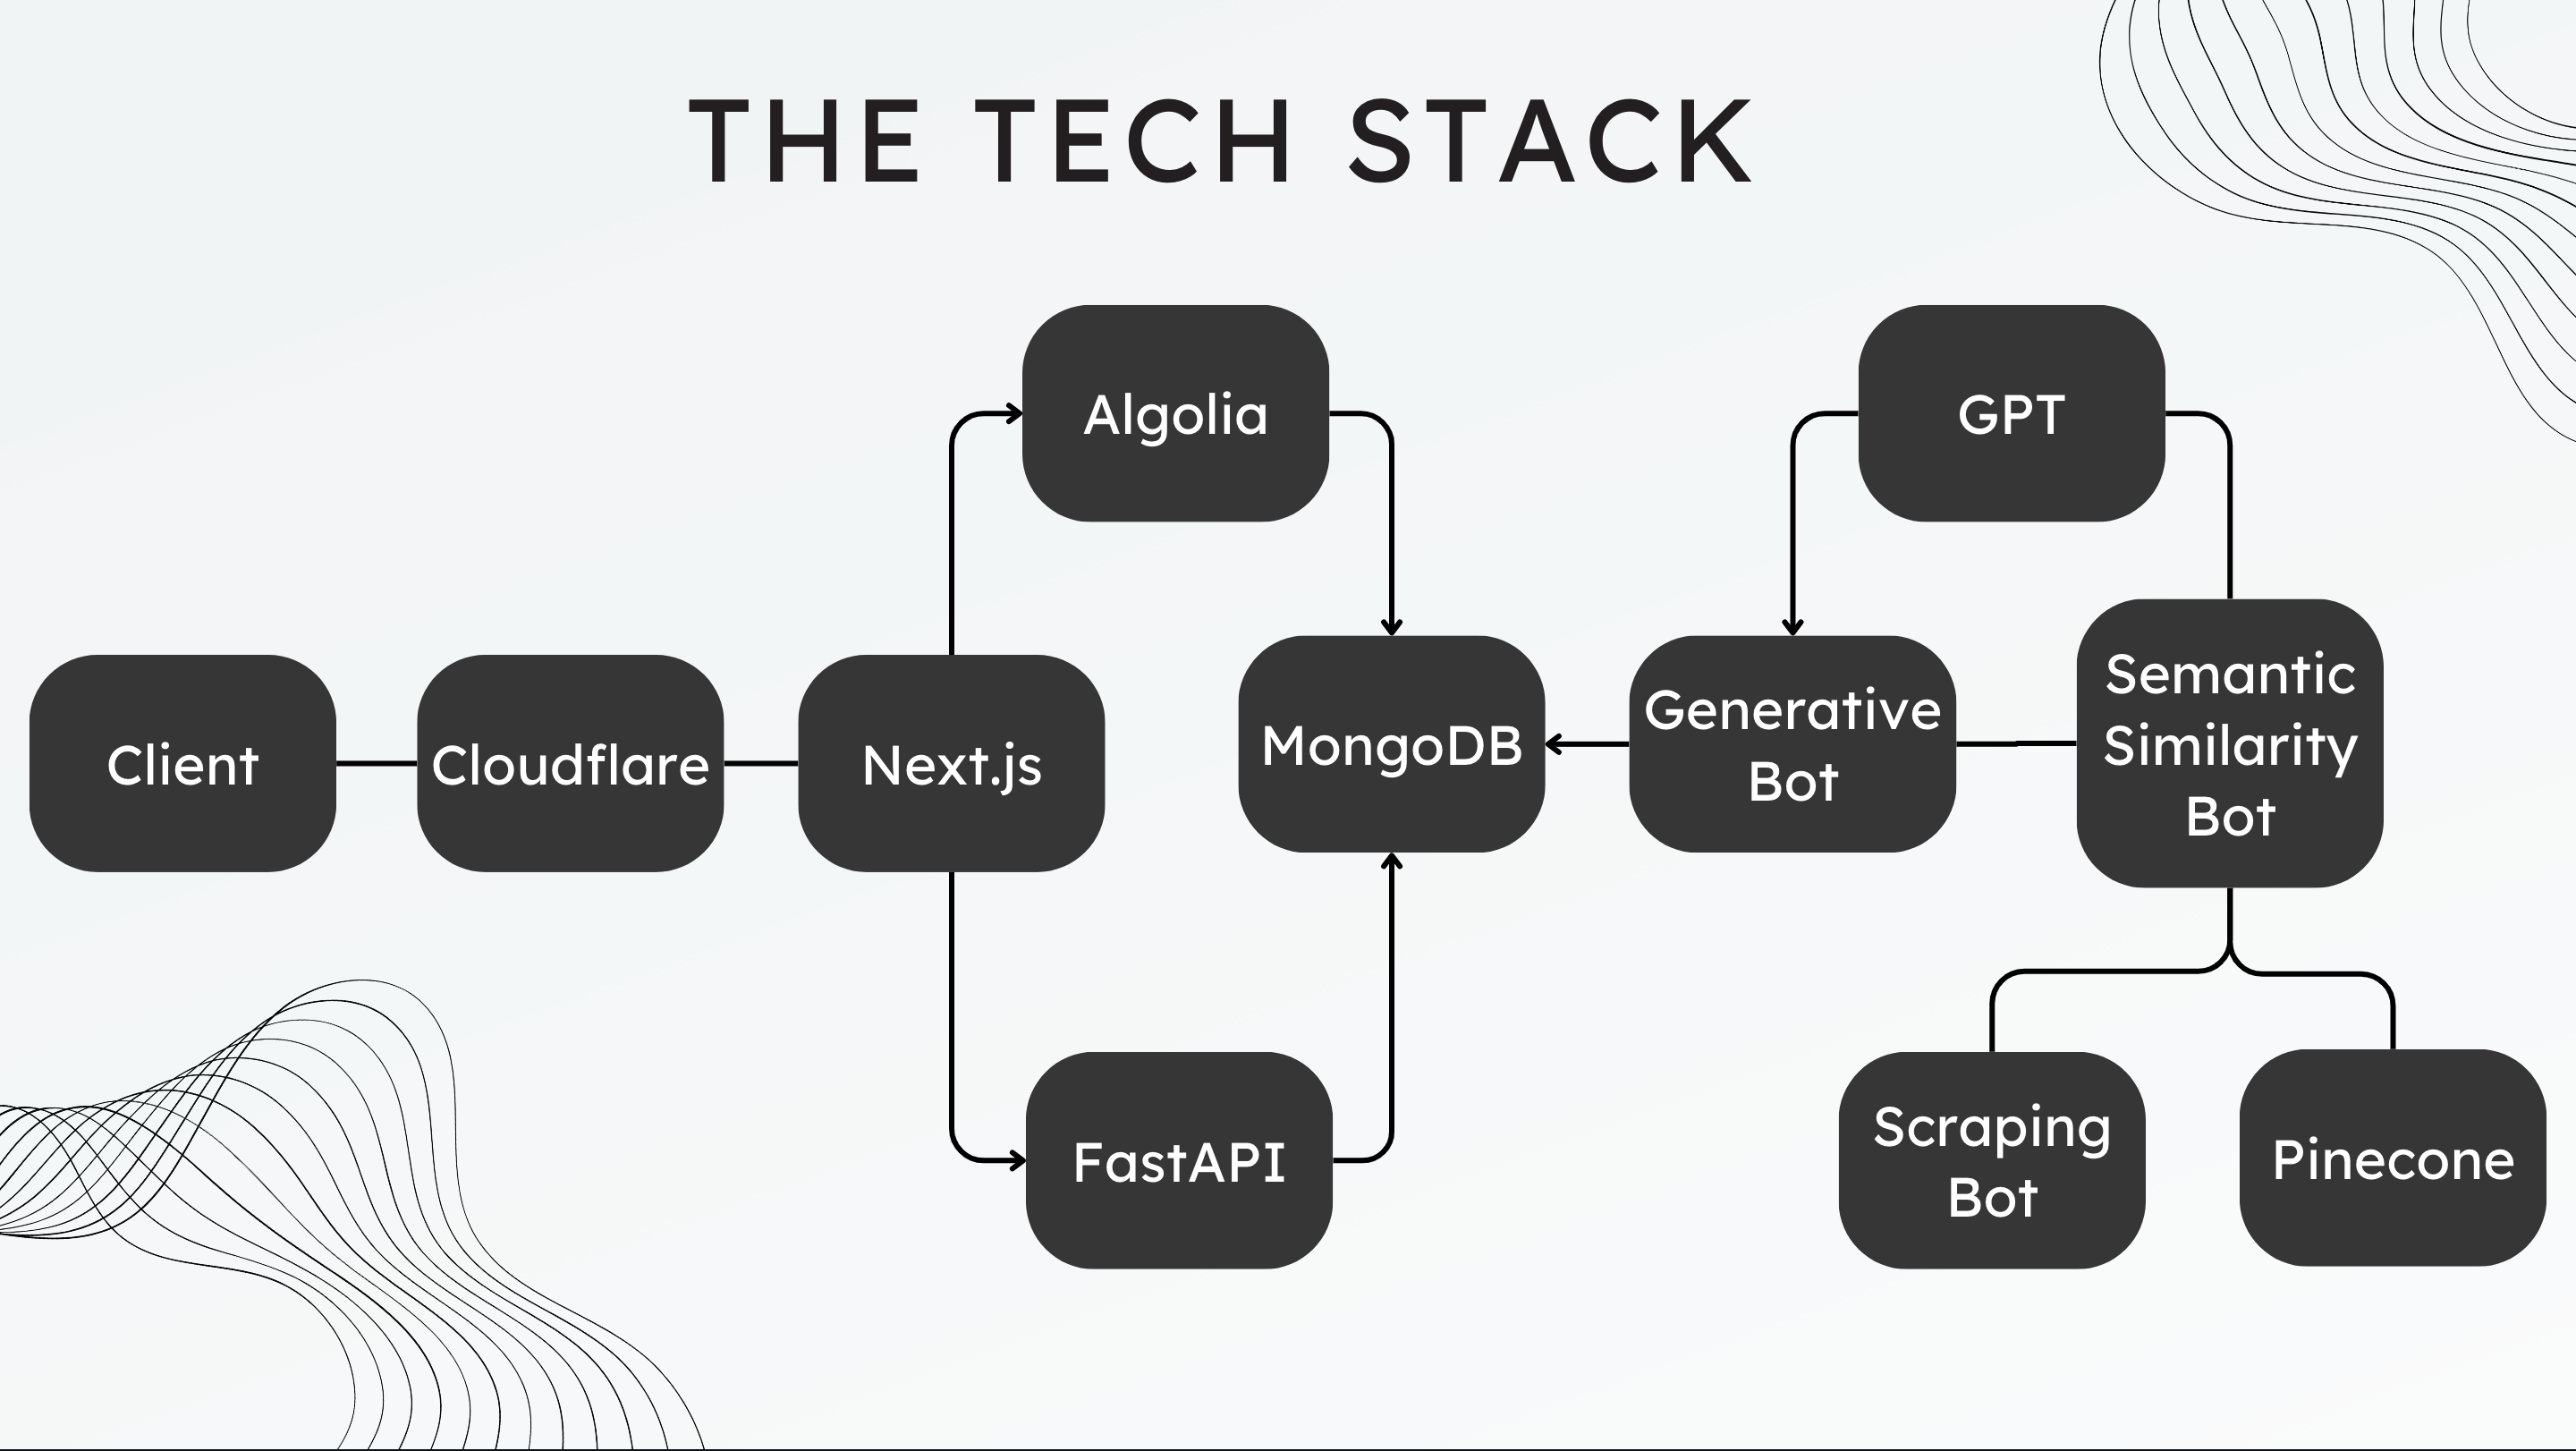 THE TECH STACK
Algolia
GPT
Client
Cloudflare
Next.js
MongoDB
Generative
Bot
Semantic
Similarity
Bot
FastAPI
Scraping
Bot
Pinecone